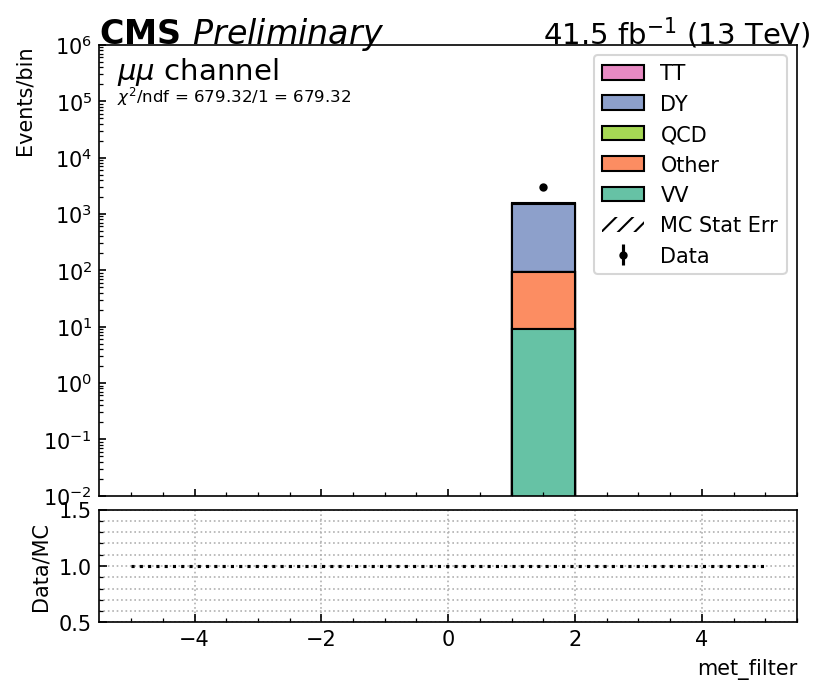 CMS Preliminary 41.5 fb⁻¹ (13 TeV)
Events/bin
μμ channel
χ²/ndf = 679.32/1 = 679.32
TT
DY
QCD
Other
VV
MC Stat Err
Data
10⁶
10⁵
10⁴
10³
10²
10¹
10⁰
10⁻¹
10⁻²
Data/MC
1.5
1.0
0.5
−4 −2 0 2 4
met_filter